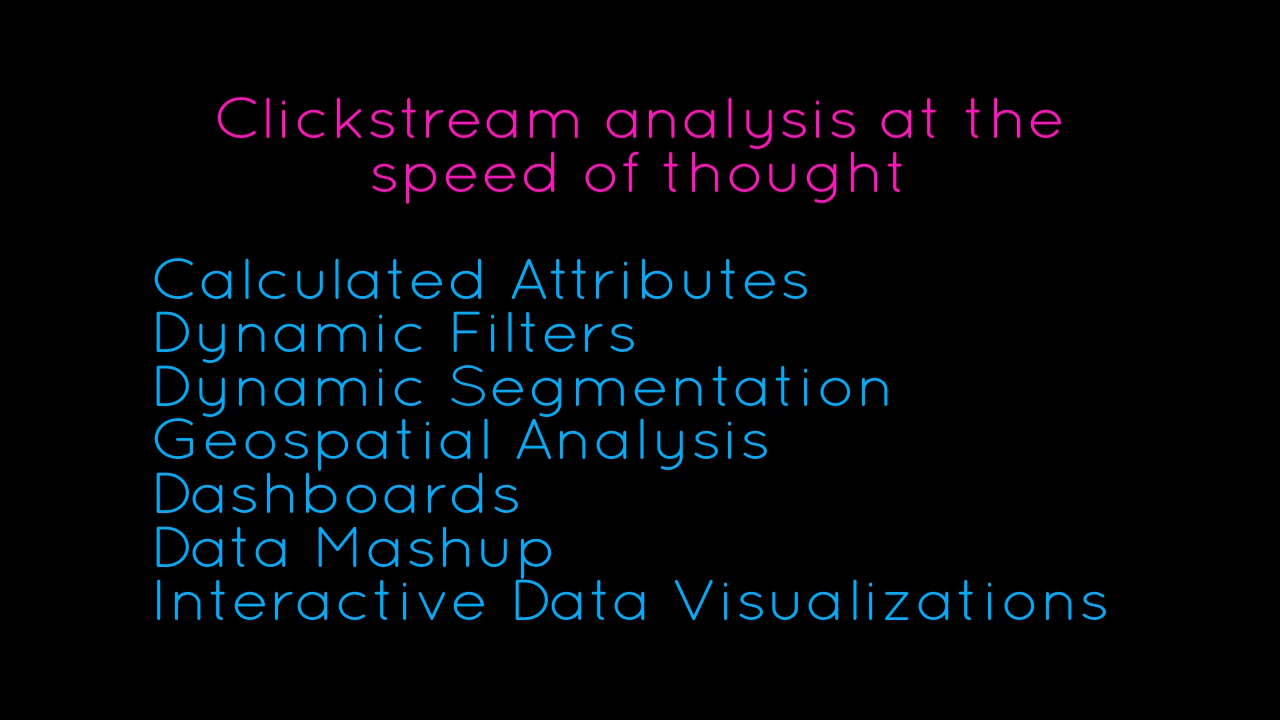 Clickstream analysis at the
speed of thought
Calculated Attributes
Dynamic Filters
Dynamic Segmentation
Geospatial Analysis
Dashboards
Data Mashup
Interactive Data Visualizations